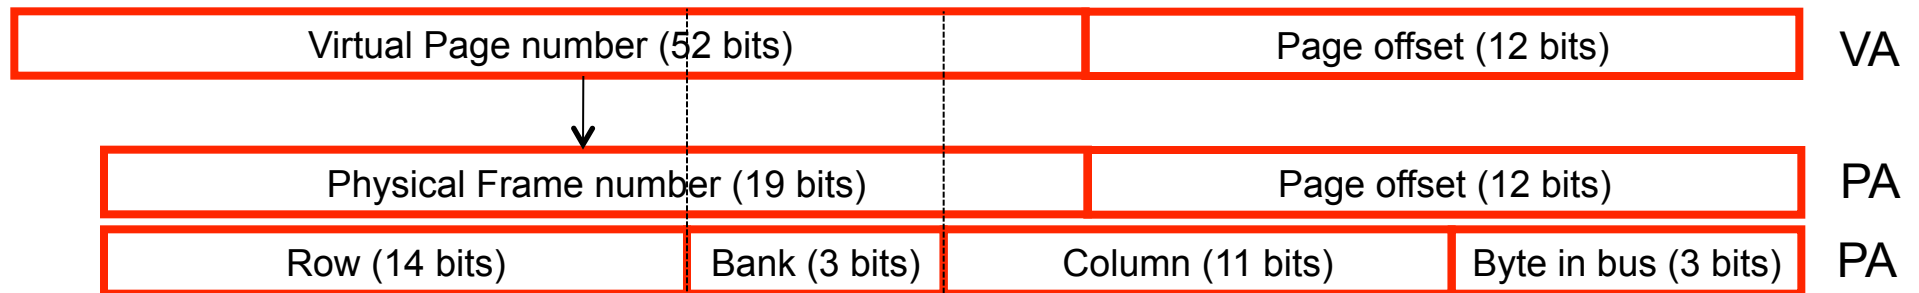 Virtual Page number (52 bits) Page offset (12 bits) VA
Physical Frame number (19 bits) Page offset (12 bits) PA
Row (14 bits) Bank (3 bits) Column (11 bits) Byte in bus (3 bits) PA